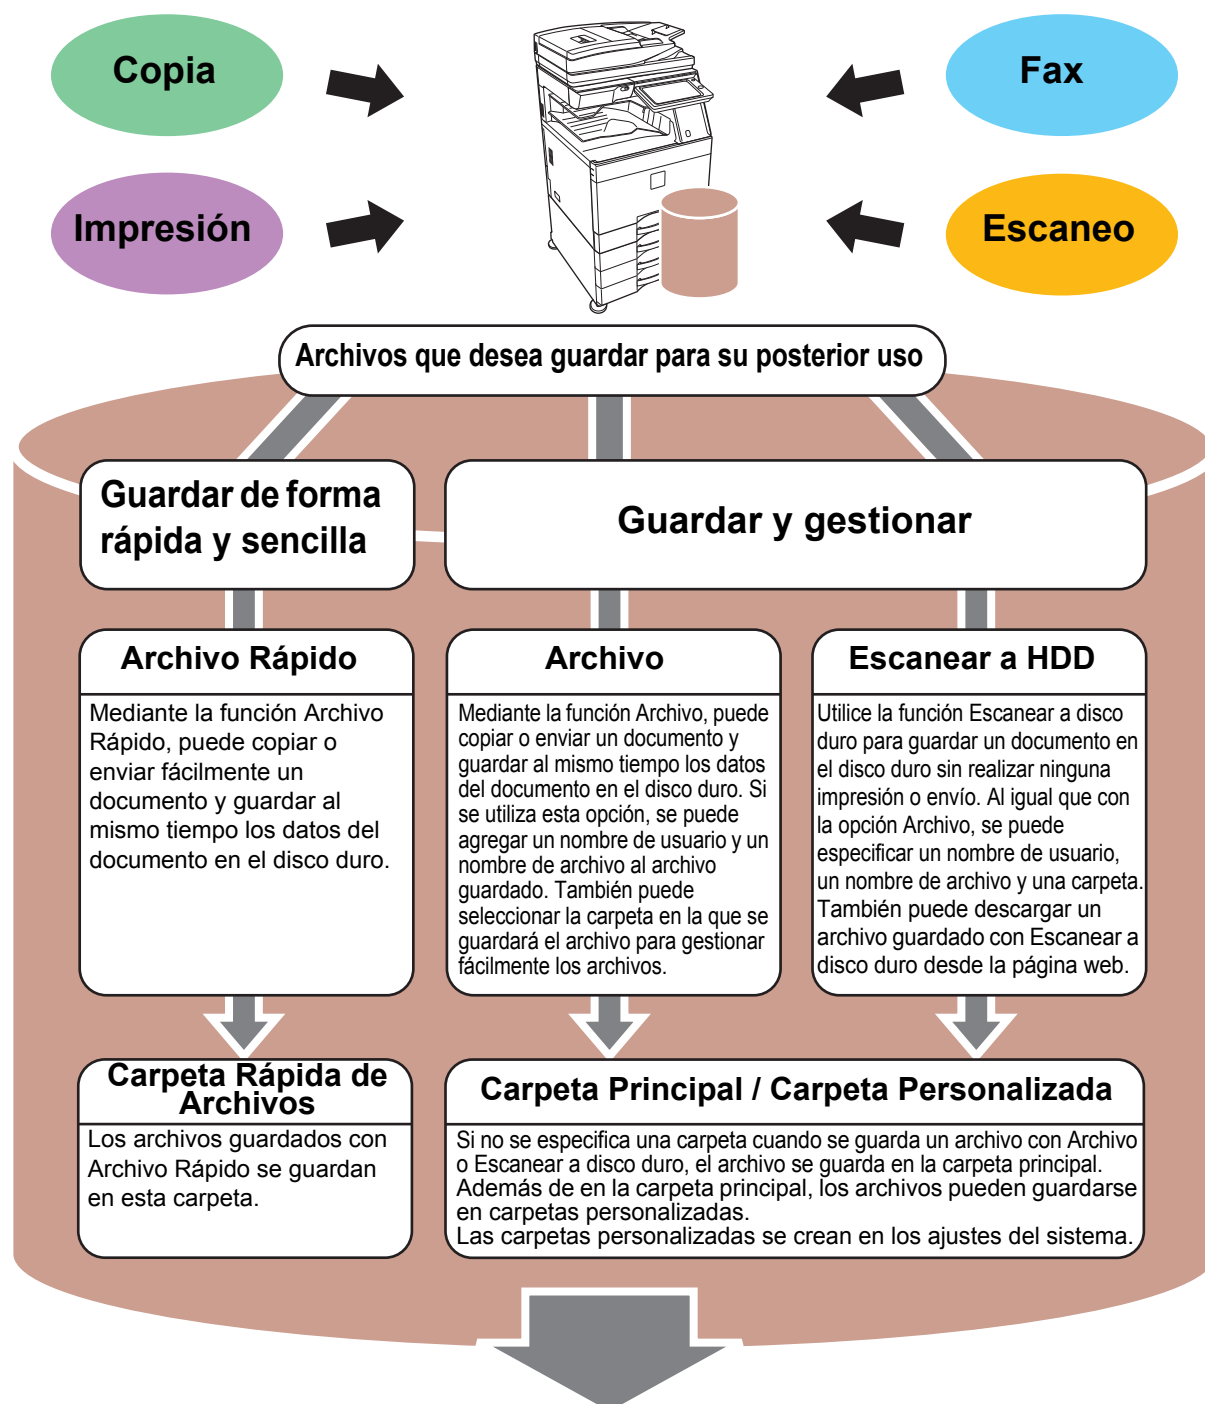 Copia
Fax
Impresión
Escaneo
Archivos que desea guardar para su posterior uso
Guardar de forma
rápida y sencilla
Guardar y gestionar
Archivo Rápido
Mediante la función Archivo
Rápido, puede copiar o
enviar fácilmente un
documento y guardar al
mismo tiempo los datos del
documento en el disco duro.
Archivo
Mediante la función Archivo, puede
copiar o enviar un documento y
guardar al mismo tiempo los datos
del documento en el disco duro. Si
se utiliza esta opción, se puede
agregar un nombre de usuario y un
nombre de archivo al archivo
guardado. También puede
seleccionar la carpeta en la que se
guardará el archivo para gestionar
fácilmente los archivos.
Escanear a HDD
Utilice la función Escanear a disco
duro para guardar un documento en
el disco duro sin realizar ninguna
impresión o envío. Al igual que con
la opción Archivo, se puede
especificar un nombre de usuario,
un nombre de archivo y una carpeta.
También puede descargar un
archivo guardado con Escanear a
disco duro desde la página web.
Carpeta Rápida de
Archivos
Los archivos guardados con
Archivo Rápido se guardan
en esta carpeta.
Carpeta Principal / Carpeta Personalizada
Si no se especifica una carpeta cuando se guarda un archivo con Archivo
o Escanear a disco duro, el archivo se guarda en la carpeta principal.
Además de en la carpeta principal, los archivos pueden guardarse
en carpetas personalizadas.
Las carpetas personalizadas se crean en los ajustes del sistema.